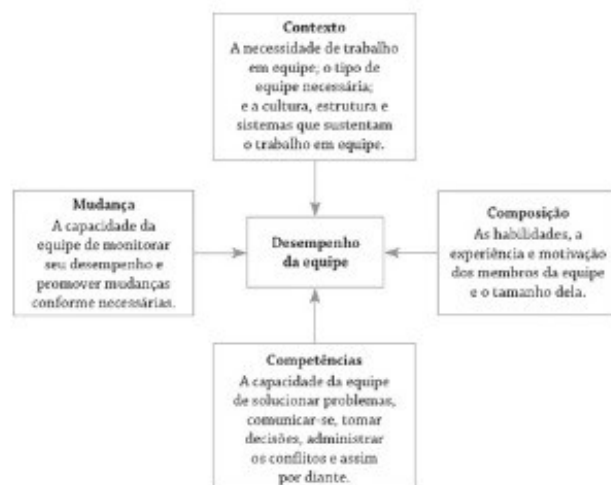 Contexto
A necessidade de trabalho
em equipe; o tipo de
equipe necessária;
e a cultura, estrutura e
sistemas que sustentam
o trabalho em equipe.
Mudança
A capacidade da
equipe de monitorar
seu desempenho e
promover mudanças
conforme necessárias.
Desempenho
da equipe
Composição
As habilidades, a
experiência e motivação
dos membros da equipe
e o tamanho dela.
Competências
A capacidade da equipe
de solucionar problemas,
comunicar-se, tomar
decisões, administrar
os conflitos e assim
por diante.